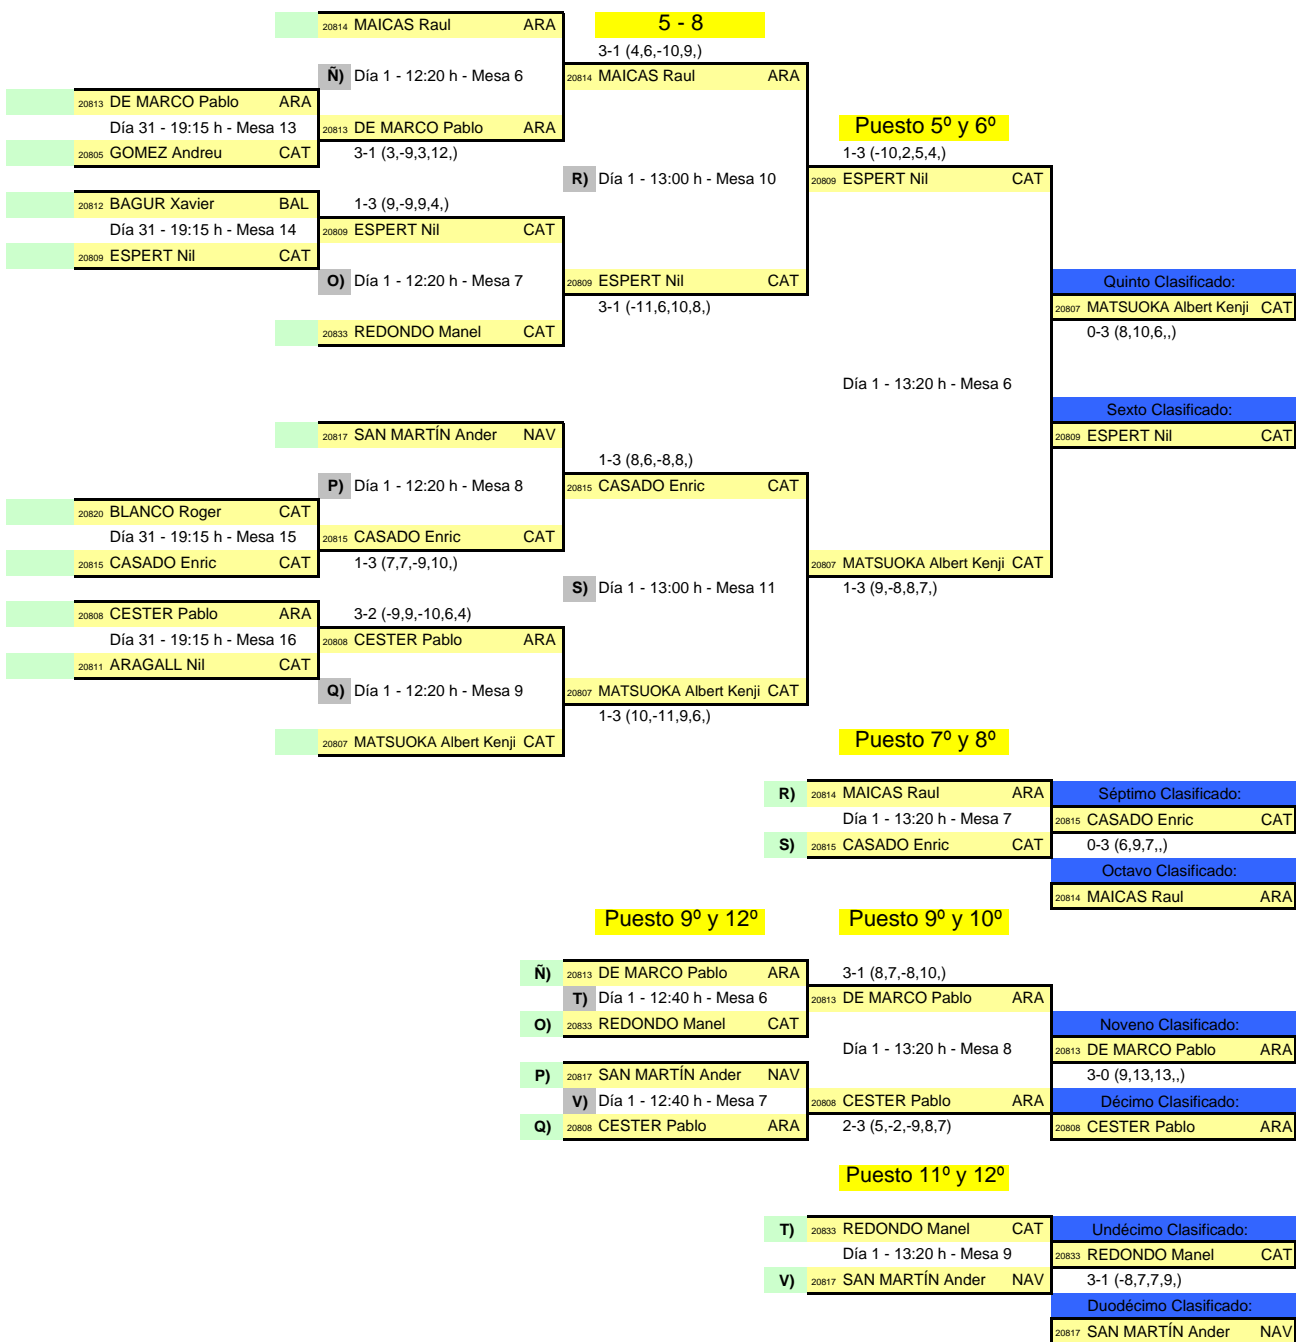 20814 MAICAS Raul ARA
5 - 8
3-1 (4,6,-10,9,)
Ñ) Día 1 - 12:20 h - Mesa 6
20814 MAICAS Raul ARA
20813 DE MARCO Pablo ARA
Día 31 - 19:15 h - Mesa 13
20813 DE MARCO Pablo ARA
Puesto 5º y 6º
20805 GOMEZ Andreu CAT
3-1 (3,-9,3,12,)
1-3 (-10,2,5,4,)
R) Día 1 - 13:00 h - Mesa 10
20809 ESPERT Nil CAT
20812 BAGUR Xavier BAL
1-3 (9,-9,9,4,)
Día 31 - 19:15 h - Mesa 14
20809 ESPERT Nil CAT
20809 ESPERT Nil CAT
O) Día 1 - 12:20 h - Mesa 7
20809 ESPERT Nil CAT
Quinto Clasificado:
3-1 (-11,6,10,8,)
20807 MATSUOKA Albert Kenji CAT
20833 REDONDO Manel CAT
0-3 (8,10,6,,)
Día 1 - 13:20 h - Mesa 6
Sexto Clasificado:
20817 SAN MARTÍN Ander NAV
20809 ESPERT Nil CAT
1-3 (8,6,-8,8,)
P) Día 1 - 12:20 h - Mesa 8
20815 CASADO Enric CAT
20820 BLANCO Roger CAT
Día 31 - 19:15 h - Mesa 15
20815 CASADO Enric CAT
20815 CASADO Enric CAT
1-3 (7,7,-9,10,)
20807 MATSUOKA Albert Kenji CAT
S) Día 1 - 13:00 h - Mesa 11
1-3 (9,-8,8,7,)
20808 CESTER Pablo ARA
3-2 (-9,9,-10,6,4)
Día 31 - 19:15 h - Mesa 16
20808 CESTER Pablo ARA
20811 ARAGALL Nil CAT
Q) Día 1 - 12:20 h - Mesa 9
20807 MATSUOKA Albert Kenji CAT
1-3 (10,-11,9,6,)
20807 MATSUOKA Albert Kenji CAT
Puesto 7º y 8º
R) 20814 MAICAS Raul ARA
Séptimo Clasificado:
Día 1 - 13:20 h - Mesa 7
20815 CASADO Enric CAT
S) 20815 CASADO Enric CAT
0-3 (6,9,7,,)
Octavo Clasificado:
20814 MAICAS Raul ARA
Puesto 9º y 12º
Puesto 9º y 10º
Ñ) 20813 DE MARCO Pablo ARA
3-1 (8,7,-8,10,)
T) Día 1 - 12:40 h - Mesa 6
20813 DE MARCO Pablo ARA
O) 20833 REDONDO Manel CAT
Noveno Clasificado:
Día 1 - 13:20 h - Mesa 8
20813 DE MARCO Pablo ARA
P) 20817 SAN MARTÍN Ander NAV
3-0 (9,13,13,,)
V) Día 1 - 12:40 h - Mesa 7
20808 CESTER Pablo ARA
Décimo Clasificado:
Q) 20808 CESTER Pablo ARA
2-3 (5,-2,-9,8,7)
20808 CESTER Pablo ARA
Puesto 11º y 12º
T) 20833 REDONDO Manel CAT
Undécimo Clasificado:
Día 1 - 13:20 h - Mesa 9
20833 REDONDO Manel CAT
V) 20817 SAN MARTÍN Ander NAV
3-1 (-8,7,7,9,)
Duodécimo Clasificado:
20817 SAN MARTÍN Ander NAV